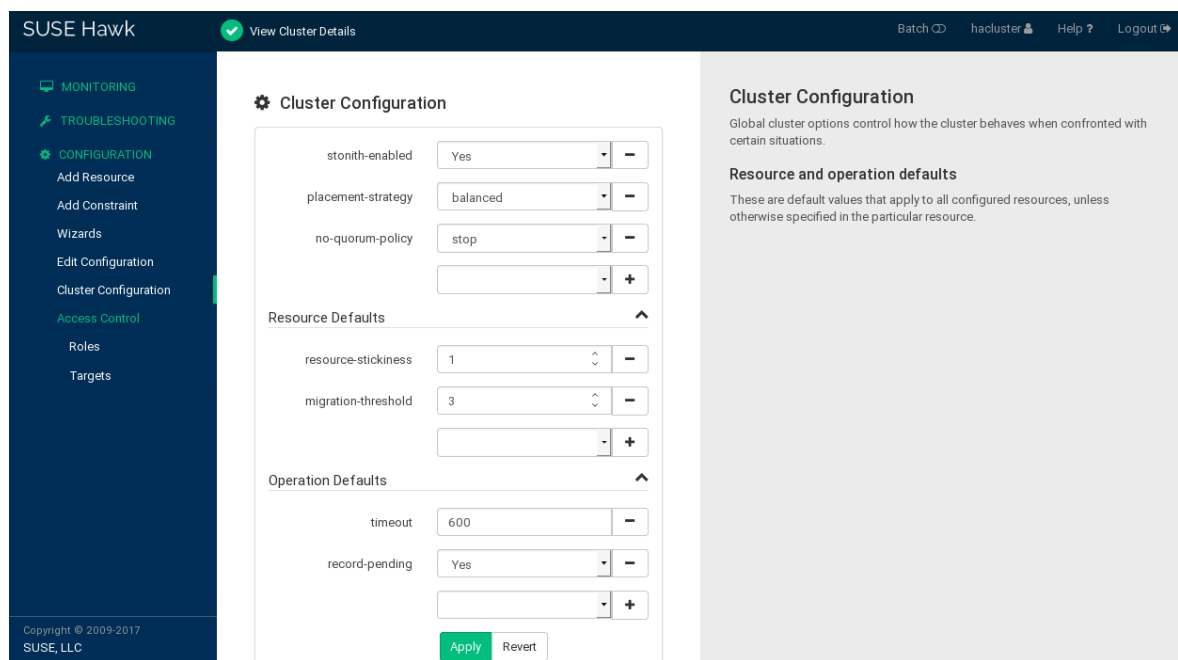 SUSE Hawk
View Cluster Details
Batch
hacluster
Help ?
Logout
MONITORING
TROUBLESHOOTING
CONFIGURATION
Add Resource
Add Constraint
Wizards
Edit Configuration
Cluster Configuration
Access Control
Roles
Targets
Copyright © 2009-2017
SUSE, LLC
Cluster Configuration
stonith-enabled Yes
placement-strategy balanced
no-quorum-policy stop
Resource Defaults
resource-stickiness 1
migration-threshold 3
Operation Defaults
timeout 600
record-pending Yes
Apply Revert
Cluster Configuration
Global cluster options control how the cluster behaves when confronted with
certain situations.
Resource and operation defaults
These are default values that apply to all configured resources, unless
otherwise specified in the particular resource.